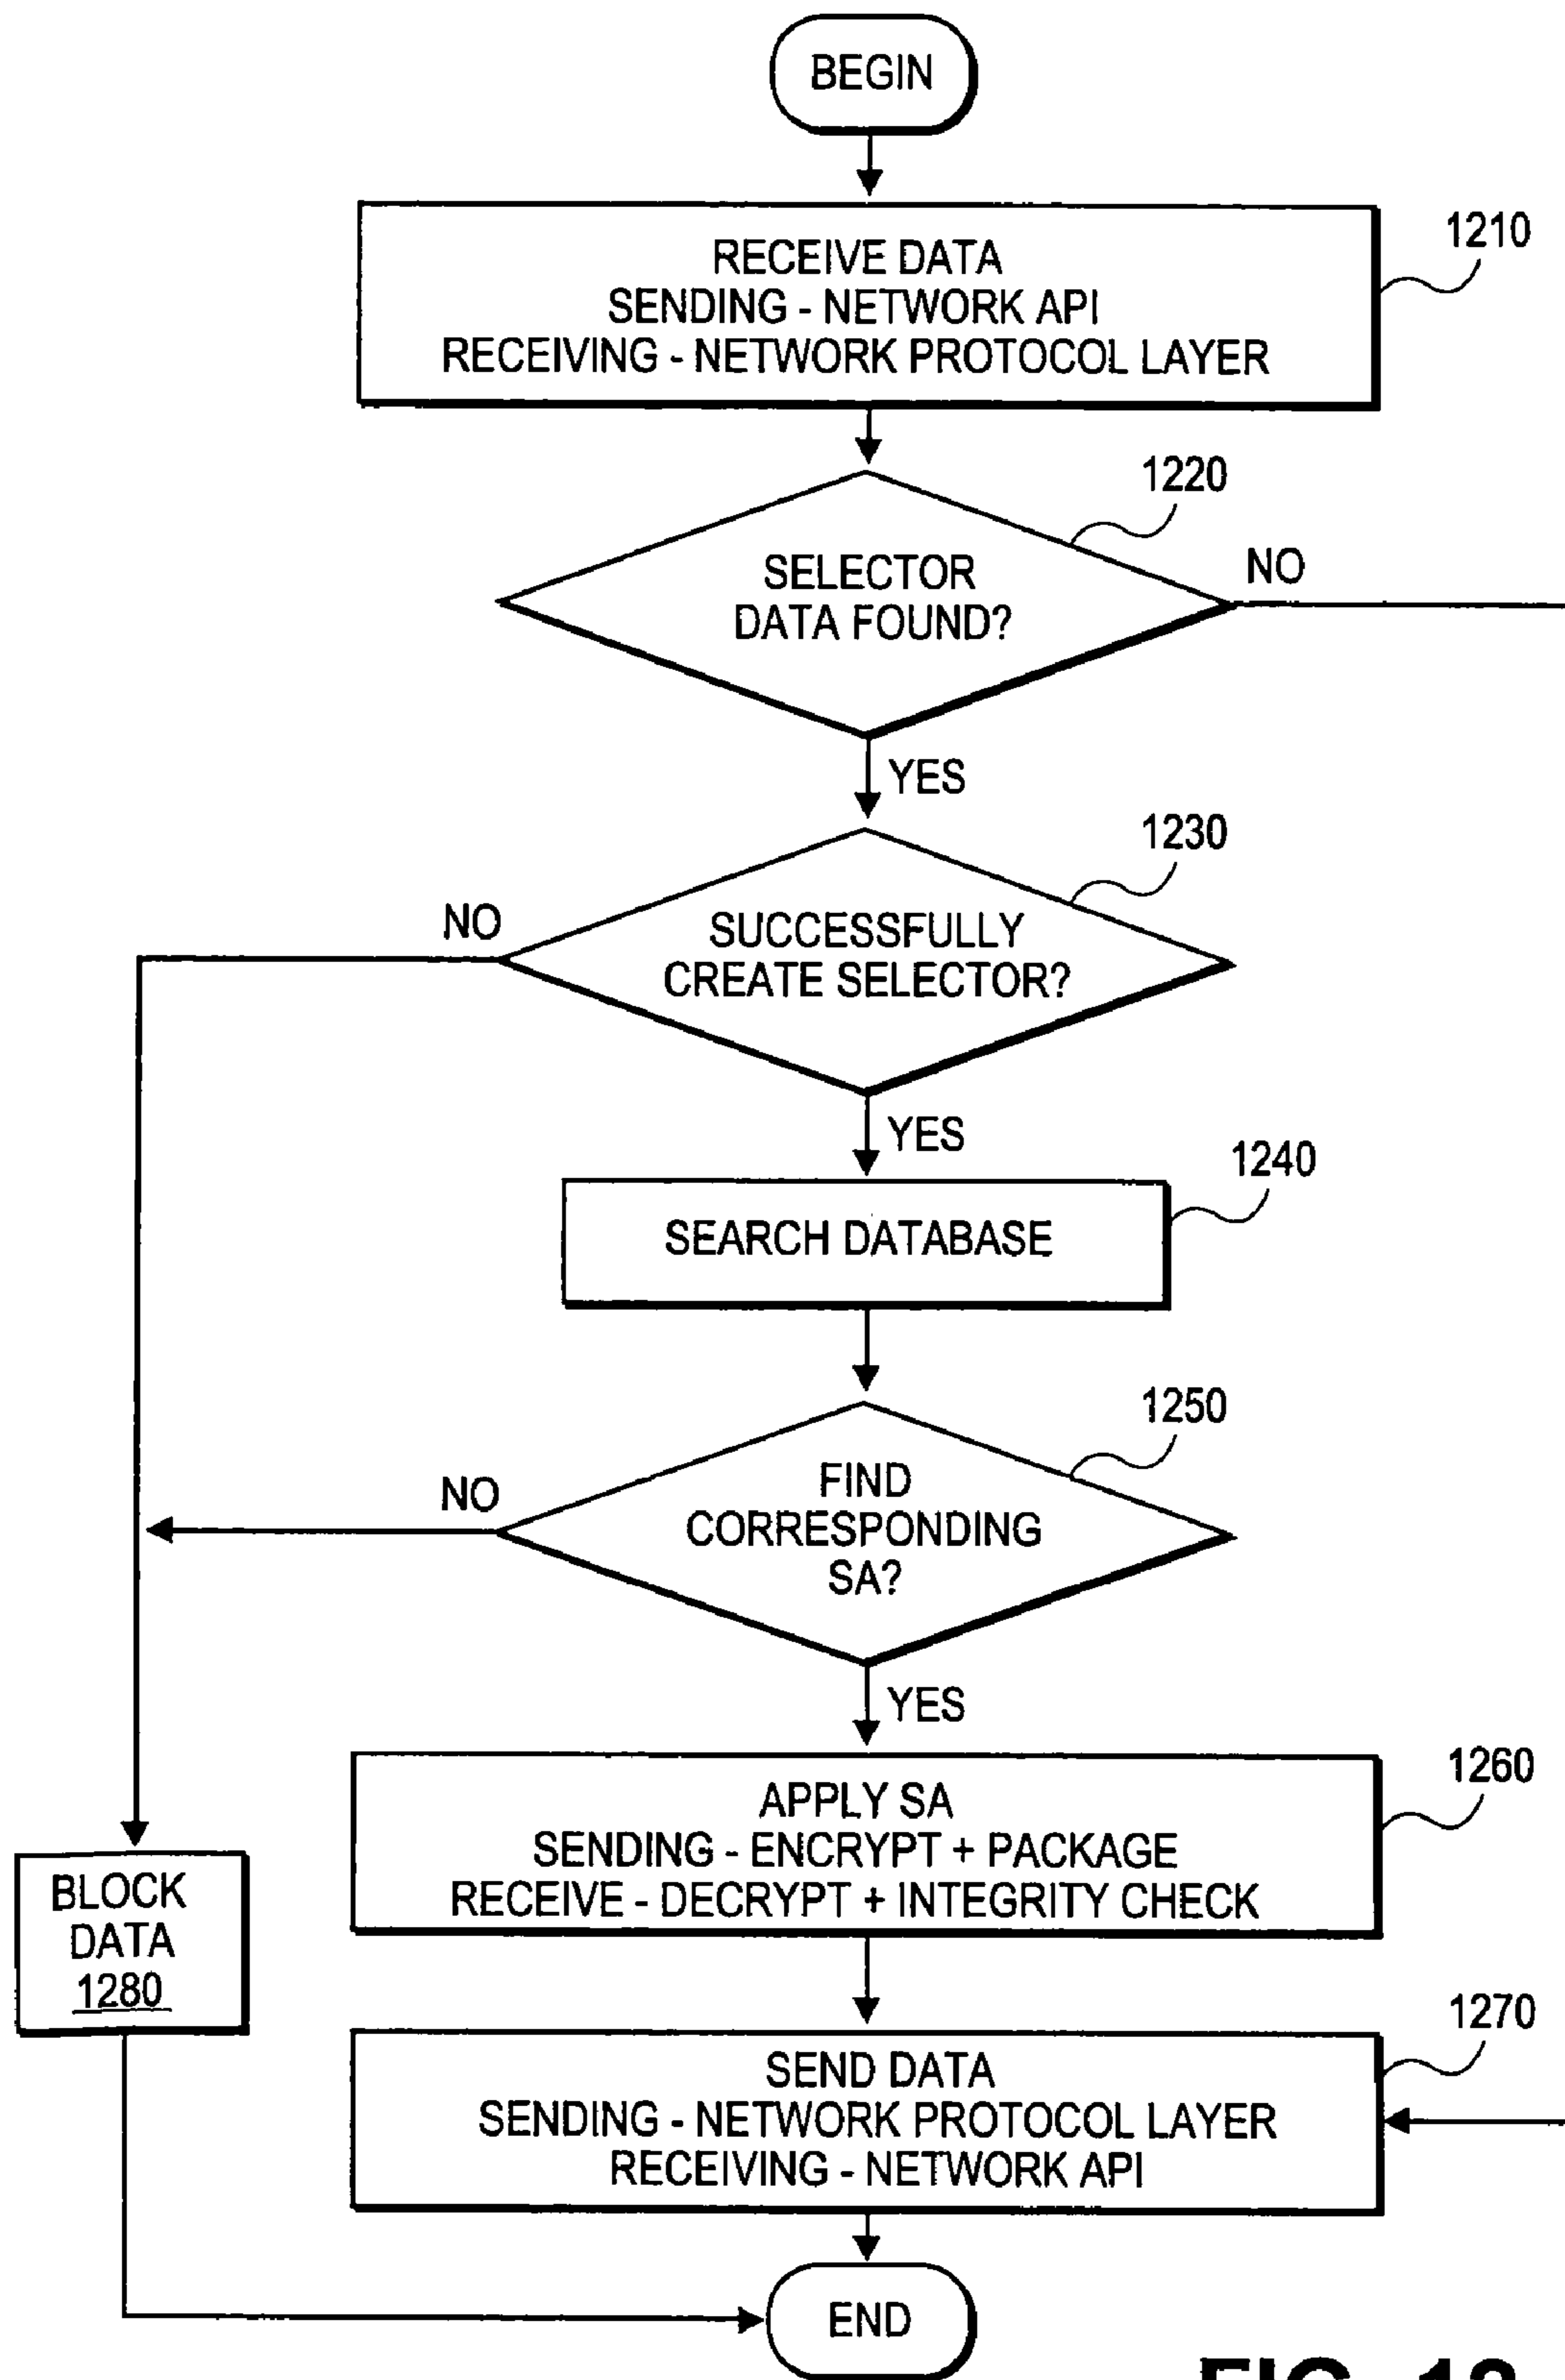 BEGIN
RECEIVE DATA
SENDING - NETWORK API
RECEIVING - NETWORK PROTOCOL LAYER
1210
SELECTOR
DATA FOUND?
1220
NO
YES
SUCCESSFULLY
CREATE SELECTOR?
1230
NO
YES
SEARCH DATABASE
1240
FIND
CORRESPONDING
SA?
1250
NO
YES
APPLY SA
SENDING - ENCRYPT + PACKAGE
RECEIVE - DECRYPT + INTEGRITY CHECK
1260
BLOCK
DATA
1280
SEND DATA
SENDING - NETWORK PROTOCOL LAYER
RECEIVING - NETWORK API
1270
END
FIG. 12